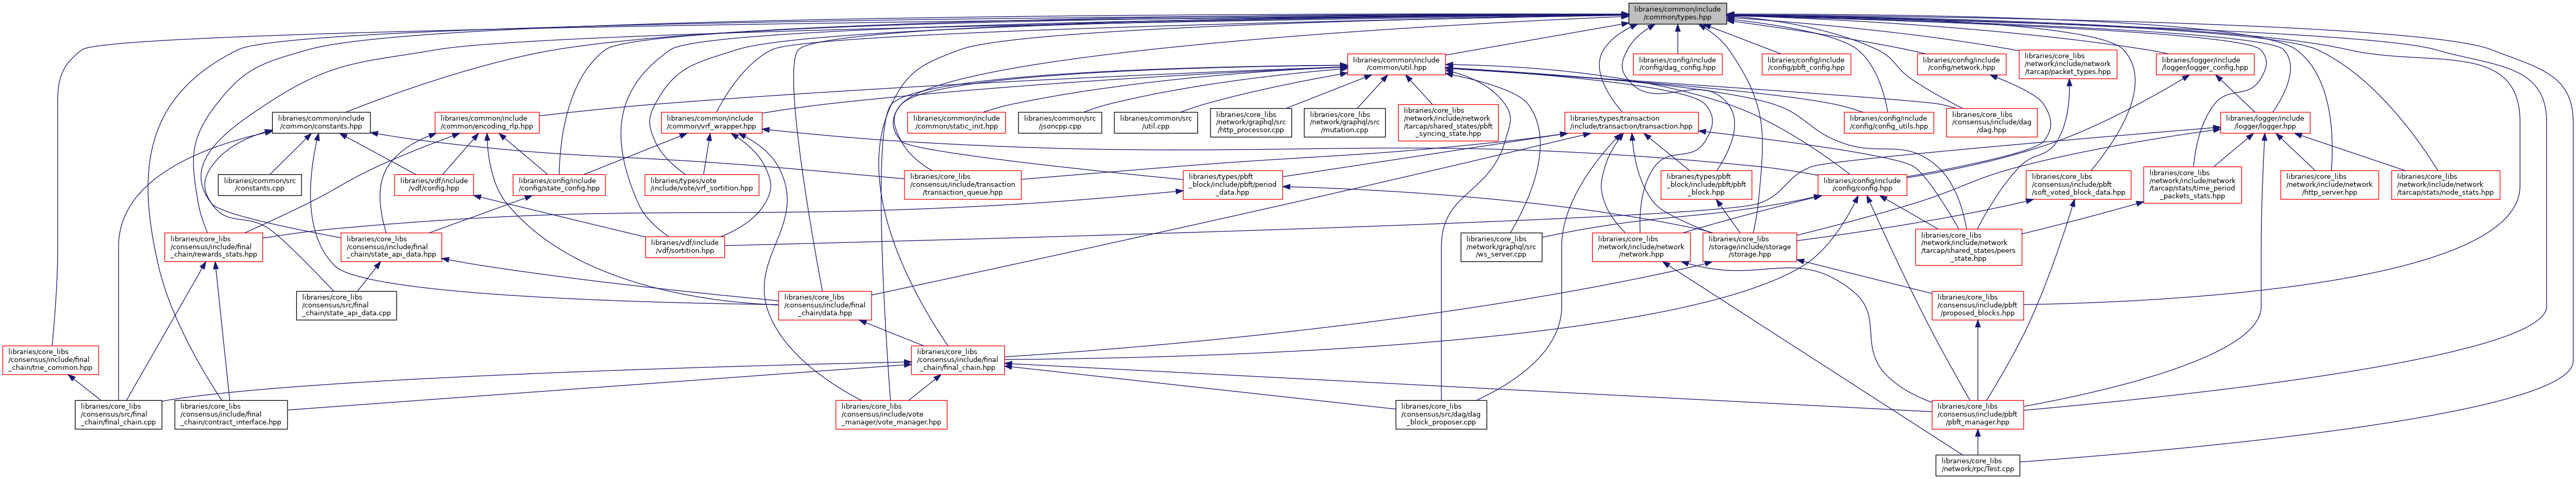 libraries/common/include
/common/types.hpp
libraries/common/include
/common/util.hpp
libraries/config/include
/config/dag_config.hpp
libraries/config/include
/config/pbft_config.hpp
libraries/config/include
/config/network.hpp
libraries/core_libs
/network/include/network
/tarcap/packet_types.hpp
libraries/logger/include
/logger/logger_config.hpp
libraries/common/include
/common/constants.hpp
libraries/common/include
/common/encoding_rlp.hpp
libraries/common/include
/common/vrf_wrapper.hpp
libraries/common/include
/common/static_init.hpp
libraries/common/src
/jsoncpp.cpp
libraries/common/src
/util.cpp
libraries/core_libs
/network/graphql/src
/http_processor.cpp
libraries/core_libs
/network/graphql/src
/mutation.cpp
libraries/core_libs
/network/include/network
/tarcap/shared_states/pbft
_syncing_state.hpp
libraries/types/transaction
/include/transaction/transaction.hpp
libraries/config/include
/config/config_utils.hpp
libraries/core_libs
/consensus/include/dag
/dag.hpp
libraries/logger/include
/logger/logger.hpp
libraries/common/src
/constants.cpp
libraries/vdf/include
/vdf/config.hpp
libraries/config/include
/config/state_config.hpp
libraries/types/vote
/include/vote/vrf_sortition.hpp
libraries/core_libs
/consensus/include/transaction
/transaction_queue.hpp
libraries/types/pbft
_block/include/pbft/period
_data.hpp
libraries/types/pbft
_block/include/pbft/pbft
_block.hpp
libraries/config/include
/config/config.hpp
libraries/core_libs
/consensus/include/pbft
/soft_voted_block_data.hpp
libraries/core_libs
/network/include/network
/tarcap/stats/time_period
_packets_stats.hpp
libraries/core_libs
/network/include/network
/http_server.hpp
libraries/core_libs
/network/include/network
/tarcap/stats/node_stats.hpp
libraries/core_libs
/consensus/include/final
_chain/rewards_stats.hpp
libraries/core_libs
/consensus/include/final
_chain/state_api_data.hpp
libraries/vdf/include
/vdf/sortition.hpp
libraries/core_libs
/network/graphql/src
/ws_server.cpp
libraries/core_libs
/network/include/network
/network.hpp
libraries/core_libs
/storage/include/storage
/storage.hpp
libraries/core_libs
/network/include/network
/tarcap/shared_states/peers
_state.hpp
libraries/core_libs
/consensus/src/final
_chain/state_api_data.cpp
libraries/core_libs
/consensus/include/final
_chain/data.hpp
libraries/core_libs
/consensus/include/pbft
/proposed_blocks.hpp
libraries/core_libs
/consensus/include/final
_chain/trie_common.hpp
libraries/core_libs
/consensus/include/final
_chain/final_chain.hpp
libraries/core_libs
/consensus/src/final
_chain/final_chain.cpp
libraries/core_libs
/consensus/include/final
_chain/contract_interface.hpp
libraries/core_libs
/consensus/include/vote
_manager/vote_manager.hpp
libraries/core_libs
/consensus/src/dag/dag
_block_proposer.cpp
libraries/core_libs
/consensus/include/pbft
/pbft_manager.hpp
libraries/core_libs
/network/rpc/Test.cpp